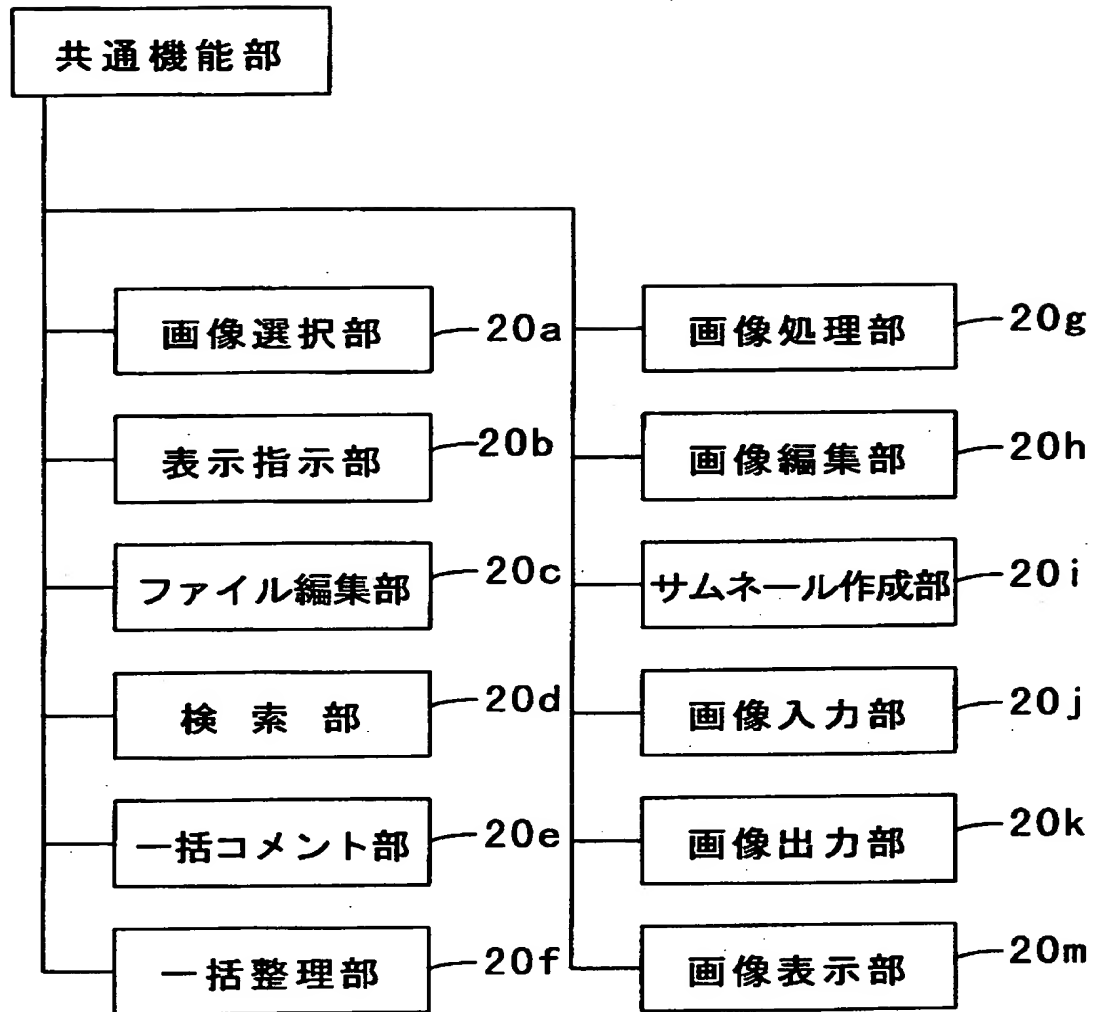 共通機能部
画像選択部 20a
表示指示部 20b
ファイル編集部 20c
検索部 20d
一括コメント部 20e
一括整理部 20f
画像処理部 20g
画像編集部 20h
サムネール作成部 20i
画像入力部 20j
画像出力部 20k
画像表示部 20m